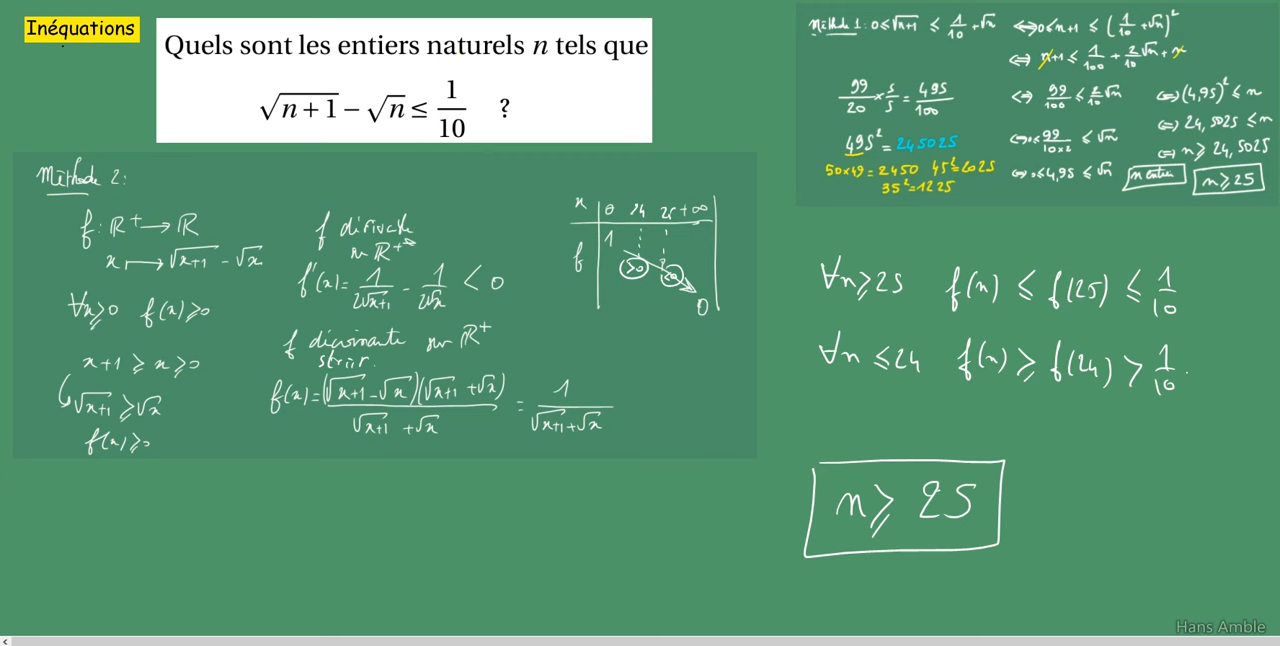 Inéquations
Quels sont les entiers naturels n tels que
√(n+1) − √n ≤ 1/10 ?
Méthode 1 : 0 ≤ √(n+1) ≤ 1/10 + √n ⟺ 0 ≤ n+1 ≤ (1/10 + √n)²
⟺ n+1 ≤ 1/100 + 2/10 √n + n
99/20 × 5/5 = 495/100
⟺ 99/100 ≤ 2/10 √n
495² = 245025
⟺ 0 ≤ 99/(10×2) ≤ √n
50×49 = 2450 45² = 2025
35² = 1225
⟺ 0 ≤ 4,95 ≤ √n
⟺ (4,95)² ≤ n
⟺ 24,5025 ≤ n
⟺ n ≥ 24,5025
n entier n ≥ 25
Méthode 2 :
f : ℝ⁺ ⟶ ℝ
x ⟼ √(x+1) − √x
∀x ≥ 0 f(x) ≥ 0
x+1 ≥ x ≥ 0
√(x+1) ≥ √x
f(x) ≥ 0
f dérivable
sur ℝ⁺*
f'(x) = 1/(2√(x+1)) − 1/(2√x) < 0
f décroissante sur ℝ⁺
strict.
f(x) = (√(x+1) − √x)(√(x+1) + √x)/(√(x+1) + √x) = 1/(√(x+1) + √x)
x 0 24 25 +∞
f 1 >0 <0 0
∀n ≥ 25 f(n) ≤ f(25) ≤ 1/10
∀n ≤ 24 f(n) ≥ f(24) > 1/10.
n ≥ 25
Hans Amble